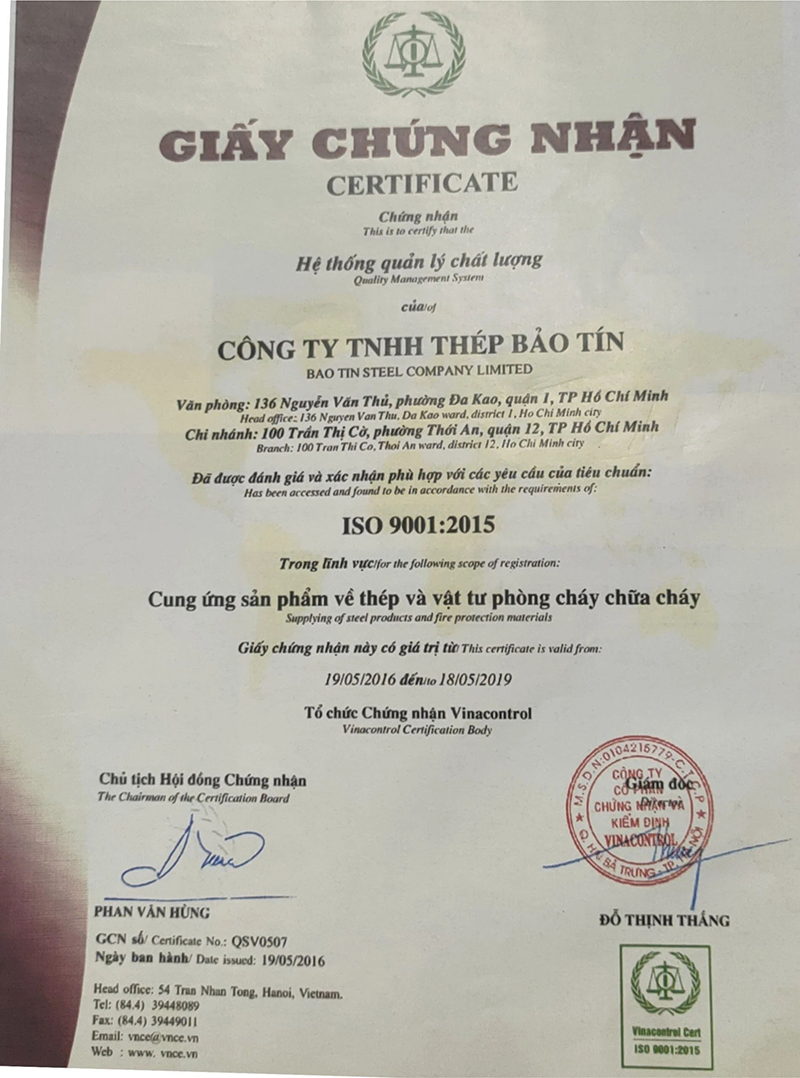 GIẤY CHỨNG NHẬN
CERTIFICATE
Chứng nhận
This is to certify that the
Hệ thống quản lý chất lượng
Quality Management System
của/of
CÔNG TY TNHH THÉP BẢO TÍN
BAO TIN STEEL COMPANY LIMITED
Văn phòng: 136 Nguyễn Văn Thủ, phường Đa Kao, quận 1, TP Hồ Chí Minh
Head office: 136 Nguyen Van Thu, Da Kao ward, district 1, Ho Chi Minh city
Chi nhánh: 100 Trần Thị Cờ, phường Thới An, quận 12, TP Hồ Chí Minh
Branch: 100 Tran Thi Co, Thoi An ward, district 12, Ho Chi Minh city
Đã được đánh giá và xác nhận phù hợp với các yêu cầu của tiêu chuẩn:
Has been accessed and found to be in accordance with the requirements of:
ISO 9001:2015
Trong lĩnh vực/for the following scope of registration:
Cung ứng sản phẩm về thép và vật tư phòng cháy chữa cháy
Supplying of steel products and fire protection materials
Giấy chứng nhận này có giá trị từ/ This certificate is valid from:
19/05/2016 đến/to 18/05/2019
Tổ chức Chứng nhận Vinacontrol
Vinacontrol Certification Body
Chủ tịch Hội đồng Chứng nhận
The Chairman of the Certification Board
Giám đốc
Director
M.S.D.N:0104215779-C.T.C.P
CÔNG TY
CỔ PHẦN
CHỨNG NHẬN VÀ
KIỂM ĐỊNH
VINACONTROL
Q. HAI BÀ TRƯNG - TP. HÀ NỘI
PHAN VĂN HÙNG
ĐỖ THỊNH THẮNG
GCN số/ Certificate No.: QSV0507
Ngày ban hành/ Date issued: 19/05/2016
Head office: 54 Tran Nhan Tong, Hanoi, Vietnam.
Tel: (84.4) 39448089
Fax: (84.4) 39449011
Email: vnce@vnce.vn
Web : www. vnce.vn
Vinacontrol Cert
ISO 9001:2015